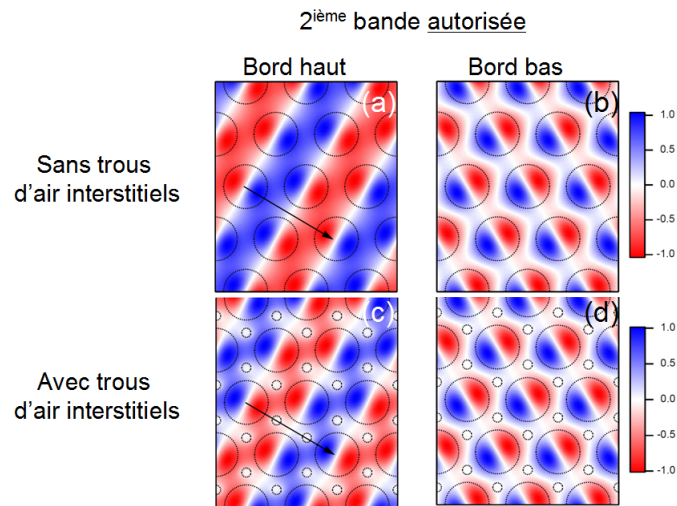 2ième bande autorisée
Bord haut
Bord bas
Sans trous
d'air interstitiels
(a)
(b)
1.0
0.5
0.0
-0.5
-1.0
Avec trous
d'air interstitiels
c)
(d)
1.0
0.5
0.0
-0.5
-1.0